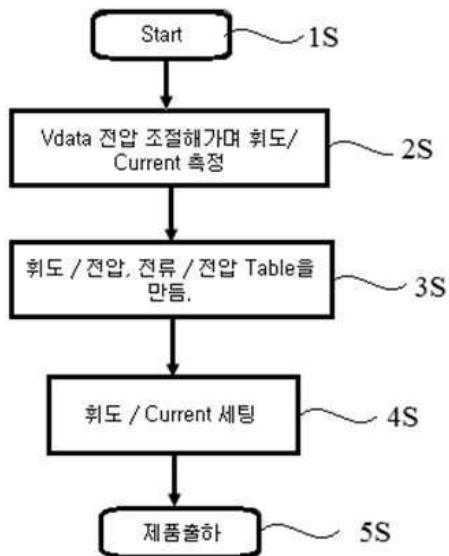 Start
1S
Vdata 전압 조절해가며 휘도/
Current 측정
2S
휘도 / 전압, 전류 / 전압 Table을
만듬.
3S
휘도 / Current 세팅
4S
제품출하
5S